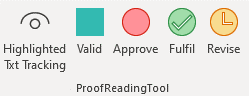 Highlighted Valid Approve Fulfil Revise
Txt Tracking
ProofReadingTool